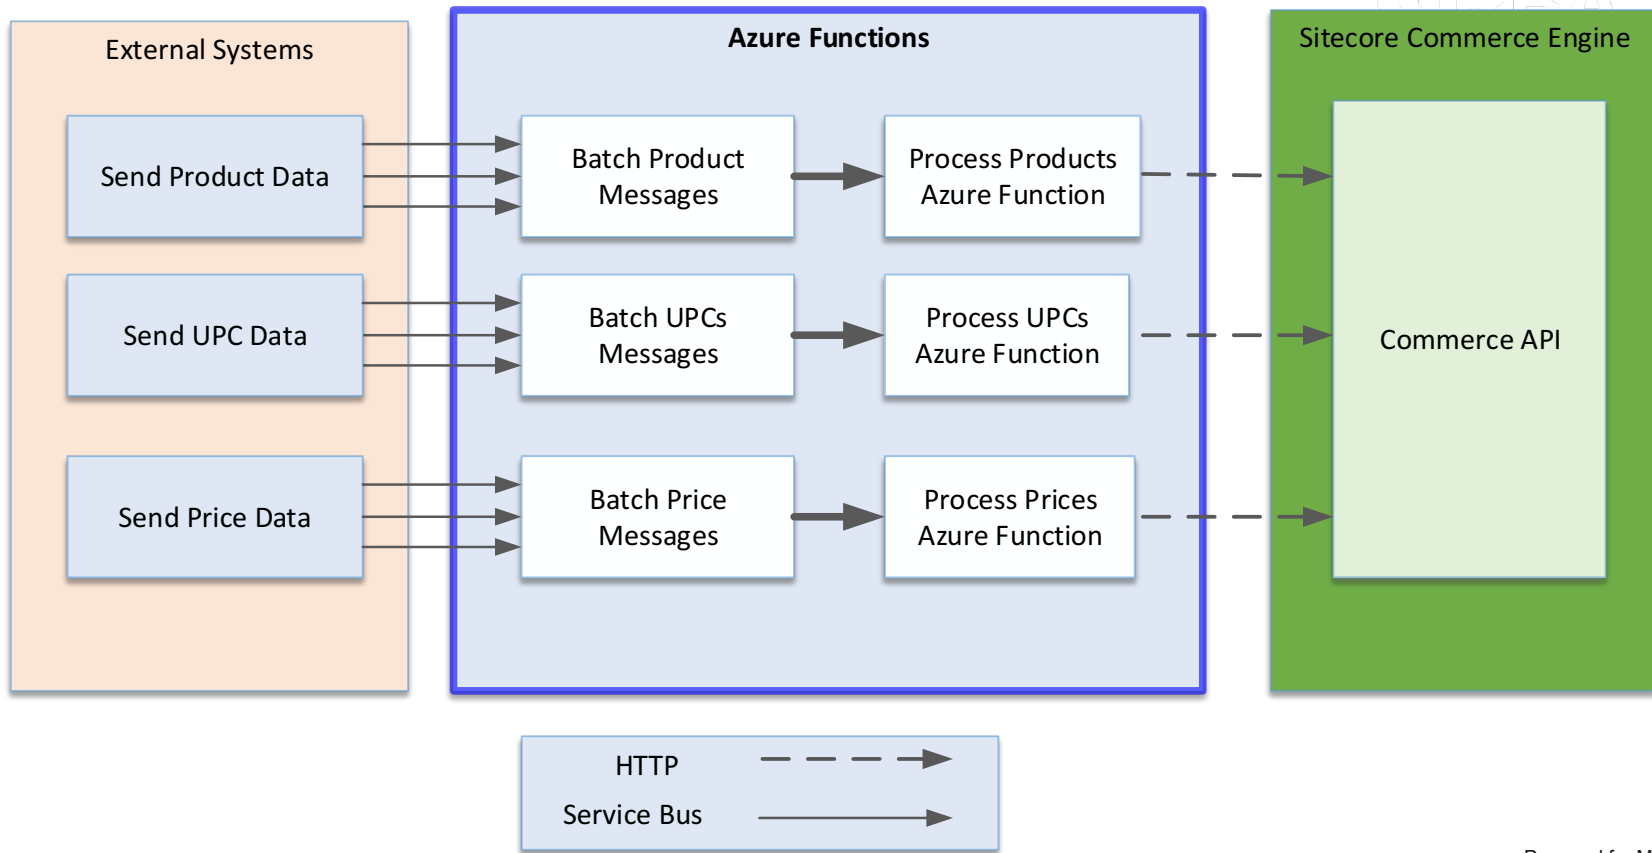 External Systems
Azure Functions
Sitecore Commerce Engine
Send Product Data
Batch Product
Messages
Process Products
Azure Function
Send UPC Data
Batch UPCs
Messages
Process UPCs
Azure Function
Commerce API
Send Price Data
Batch Price
Messages
Process Prices
Azure Function
HTTP
Service Bus